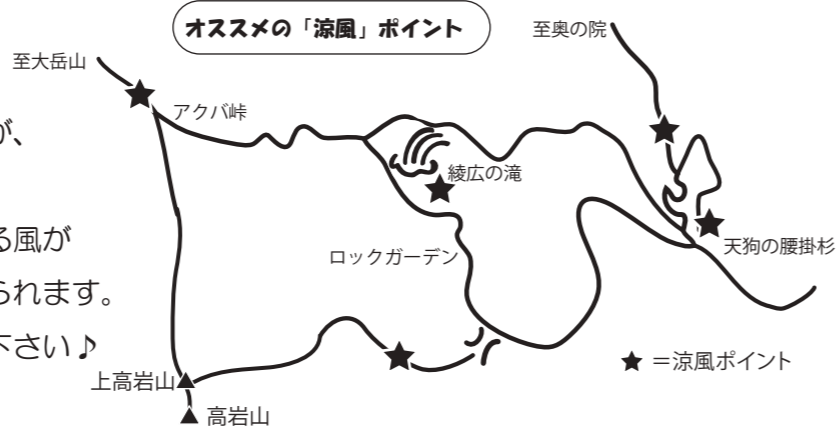 オススメの「涼風」ポイント
至大岳山
至奥の院
アクバ峠
が、
綾広の滝
る風が
天狗の腰掛杉
ロックガーデン
られます。
下さい♪
★ ＝涼風ポイント
上高岩山
高岩山